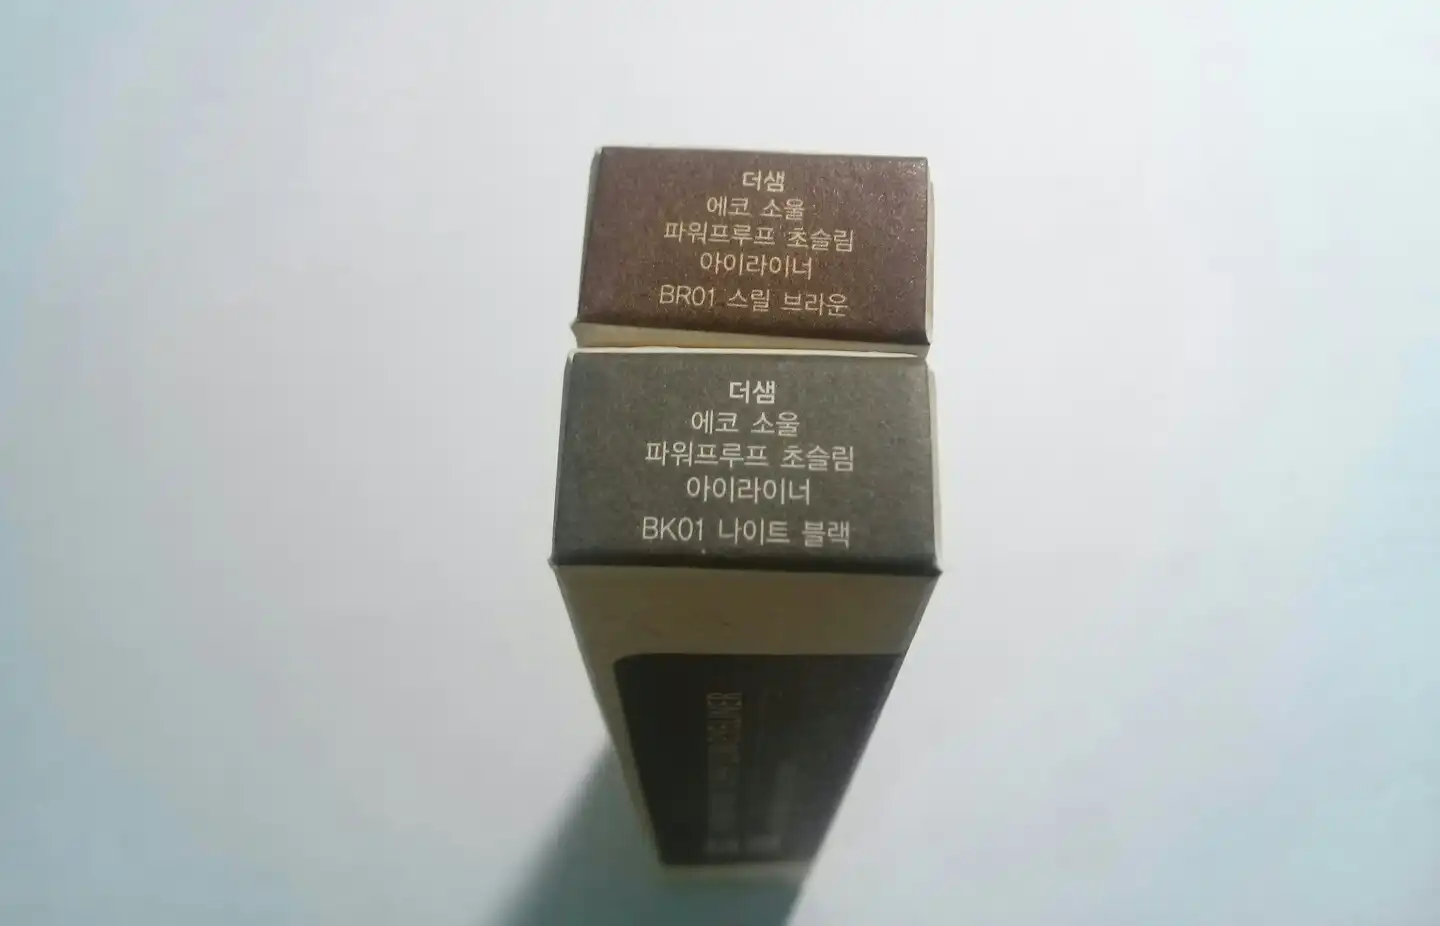 더샘
에코 소울
파워프루프 초슬림
아이라이너
BR01 스릴 브라운
더샘
에코 소울
파워프루프 초슬림
아이라이너
BK01 나이트 블랙